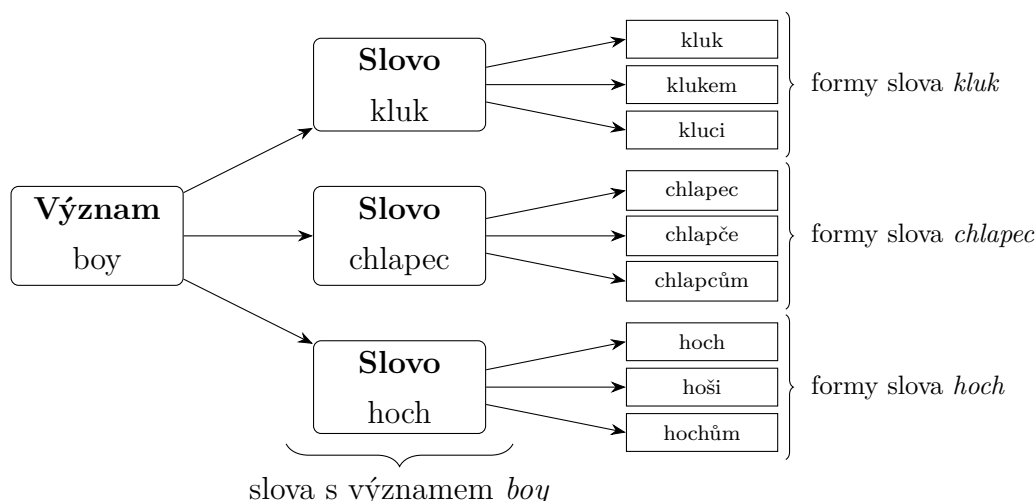 Význam
boy
Slovo
kluk
kluk
klukem
kluci
formy slova kluk
Slovo
chlapec
chlapec
chlapče
chlapcům
formy slova chlapec
Slovo
hoch
hoch
hoši
hochům
formy slova hoch
slova s významem boy